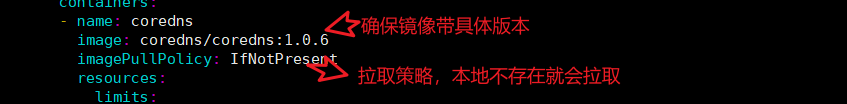 containers:
- name: coredns
确保镜像带具体版本
image: coredns/coredns:1.0.6
imagePullPolicy: IfNotPresent
拉取策略，本地不存在就会拉取
resources:
limits: